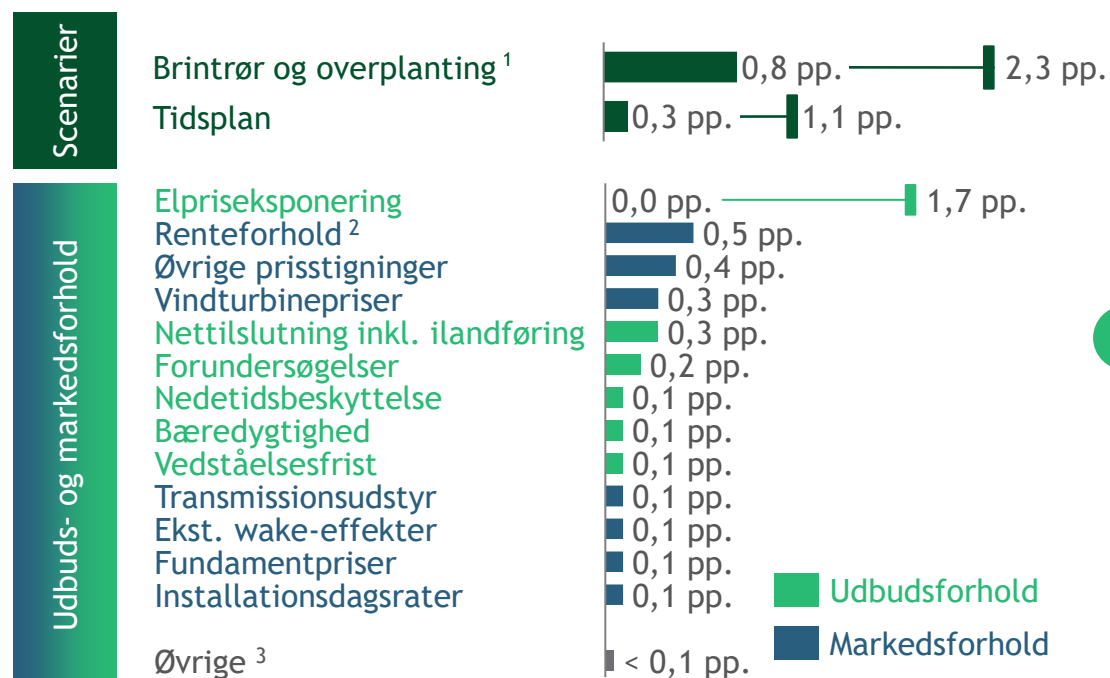 Scenarier
Brintrør og overplanting ¹ 0,8 pp. 2,3 pp.
Tidsplan 0,3 pp. 1,1 pp.
Udbuds- og markedsforhold
Elpriseksponering 0,0 pp. 1,7 pp.
Renteforhold ² 0,5 pp.
Øvrige prisstigninger 0,4 pp.
Vindturbinepriser 0,3 pp.
Nettilslutning inkl. ilandføring 0,3 pp.
Forundersøgelser 0,2 pp.
Nedetidsbeskyttelse 0,1 pp.
Bæredygtighed 0,1 pp.
Vedståelsesfrist 0,1 pp.
Transmissionsudstyr 0,1 pp.
Ekst. wake-effekter 0,1 pp.
Fundamentpriser 0,1 pp.
Installationsdagsrater 0,1 pp.
Øvrige ³ < 0,1 pp.
Udbudsforhold
Markedsforhold